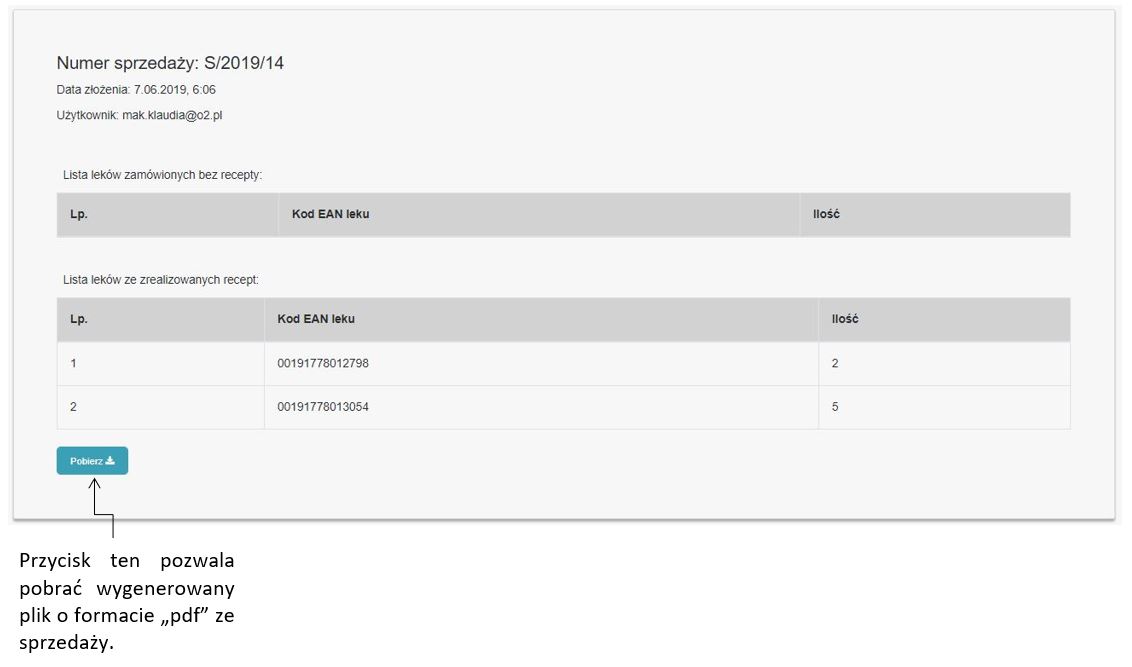 Numer sprzedaży: S/2019/14
Data złożenia: 7.06.2019, 6:06
Użytkownik: mak.klaudia@o2.pl
Lista leków zamówionych bez recepty:
Lp. Kod EAN leku Ilość
Lista leków ze zrealizowanych recept:
Lp. Kod EAN leku Ilość
1 00191778012798 2
2 00191778013054 5
Pobierz
Przycisk ten pozwala
pobrać wygenerowany
plik o formacie „pdf” ze
sprzedaży.